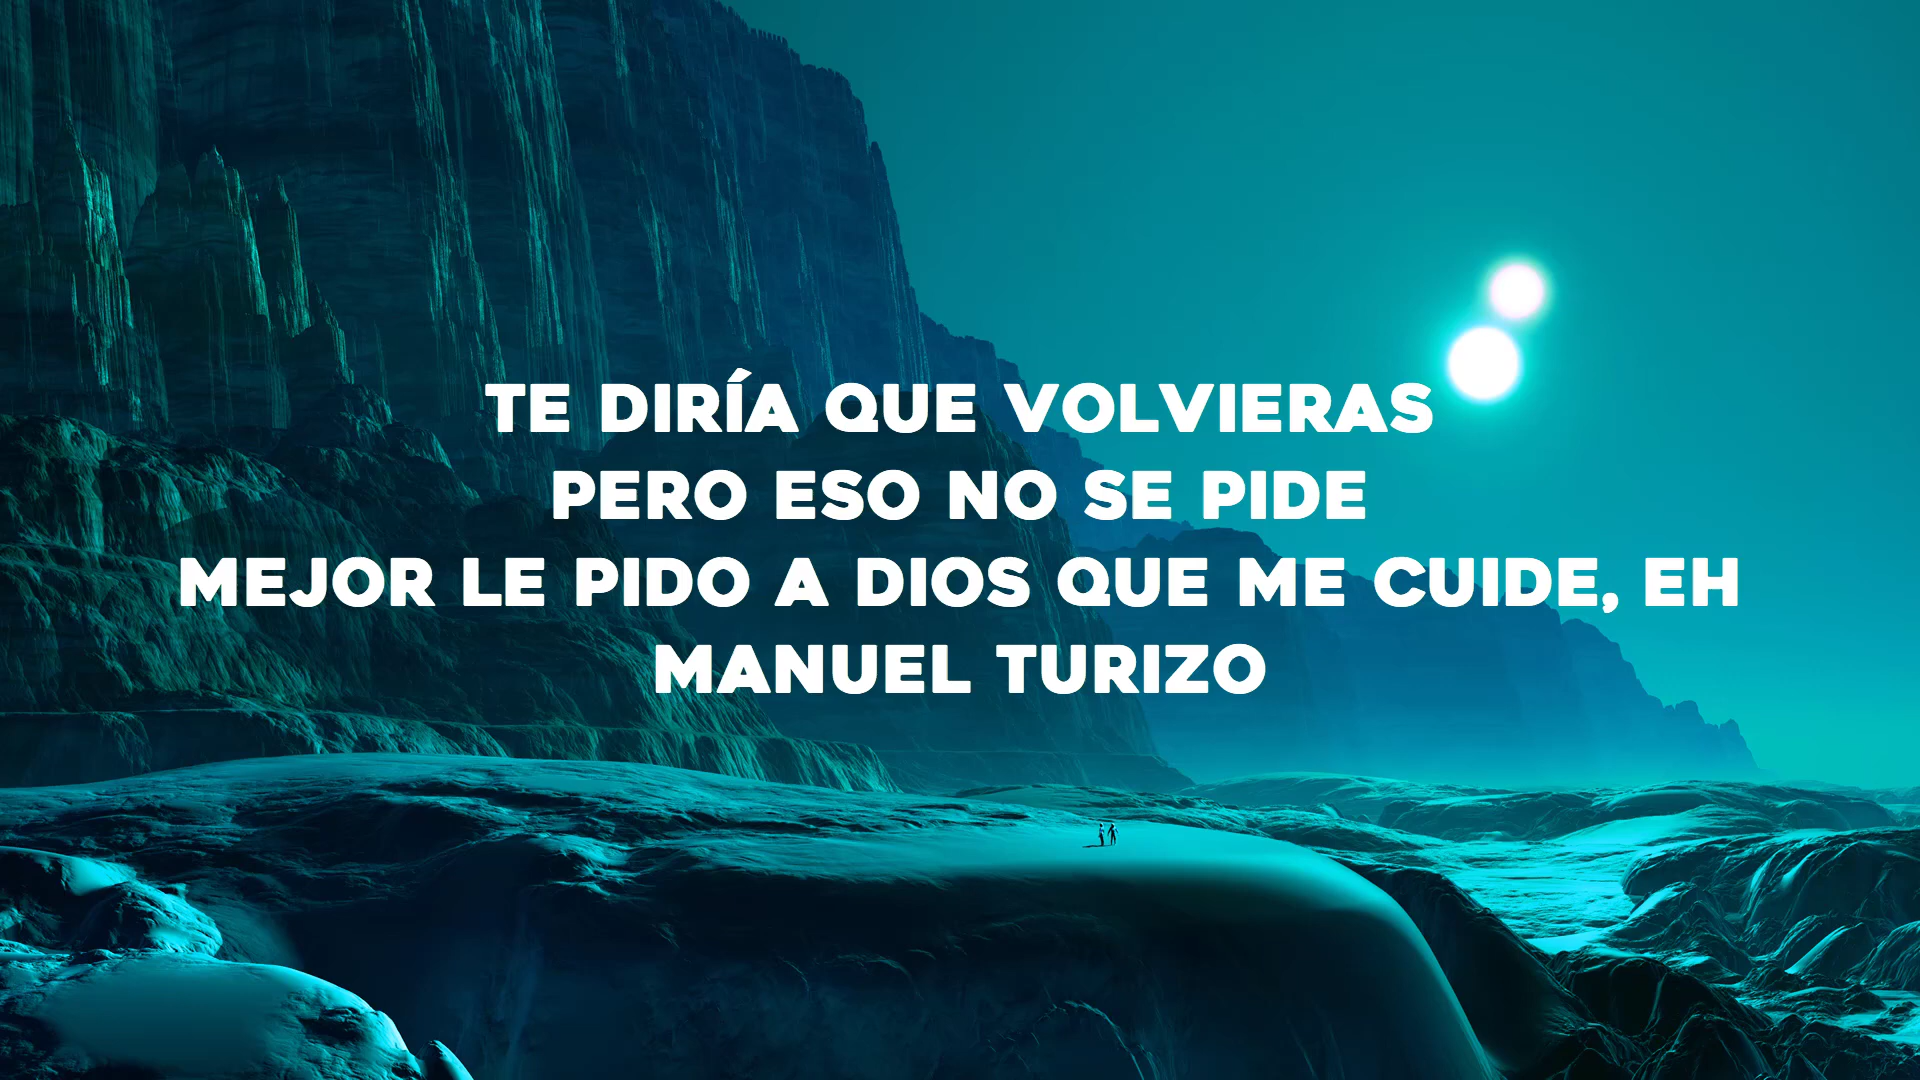 TE DIRÍA QUE VOLVIERAS
PERO ESO NO SE PIDE
MEJOR LE PIDO A DIOS QUE ME CUIDE, EH
MANUEL TURIZO